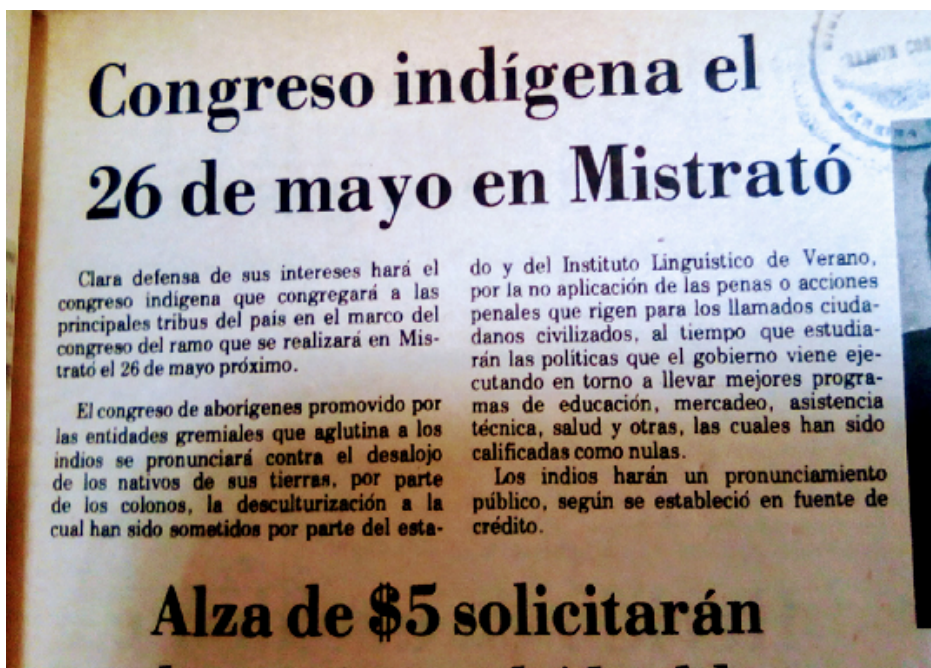 Congreso indígena el
26 de mayo en Mistrató
Clara defensa de sus intereses hará el
congreso indígena que congregará a las
principales tribus del país en el marco del
congreso del ramo que se realizará en Mis-
trató el 26 de mayo próximo.
El congreso de aborígenes promovido por
las entidades gremiales que aglutina a los
indios se pronunciará contra el desalojo
de los nativos de sus tierras, por parte
de los colonos, la desculturización a la
cual han sido sometidos por parte del esta-
do y del Instituto Linguistico de Verano,
por la no aplicación de las penas o acciones
penales que rigen para los llamados ciuda-
danos civilizados, al tiempo que estudia-
rán las políticas que el gobierno viene eje-
cutando en torno a llevar mejores progra-
mas de educación, mercadeo, asistencia
técnica, salud y otras, las cuales han sido
calificadas como nulas.
Los indios harán un pronunciamiento
público, según se estableció en fuente de
crédito.
RAMON
PEREIRA
Alza de $5 solicitarán